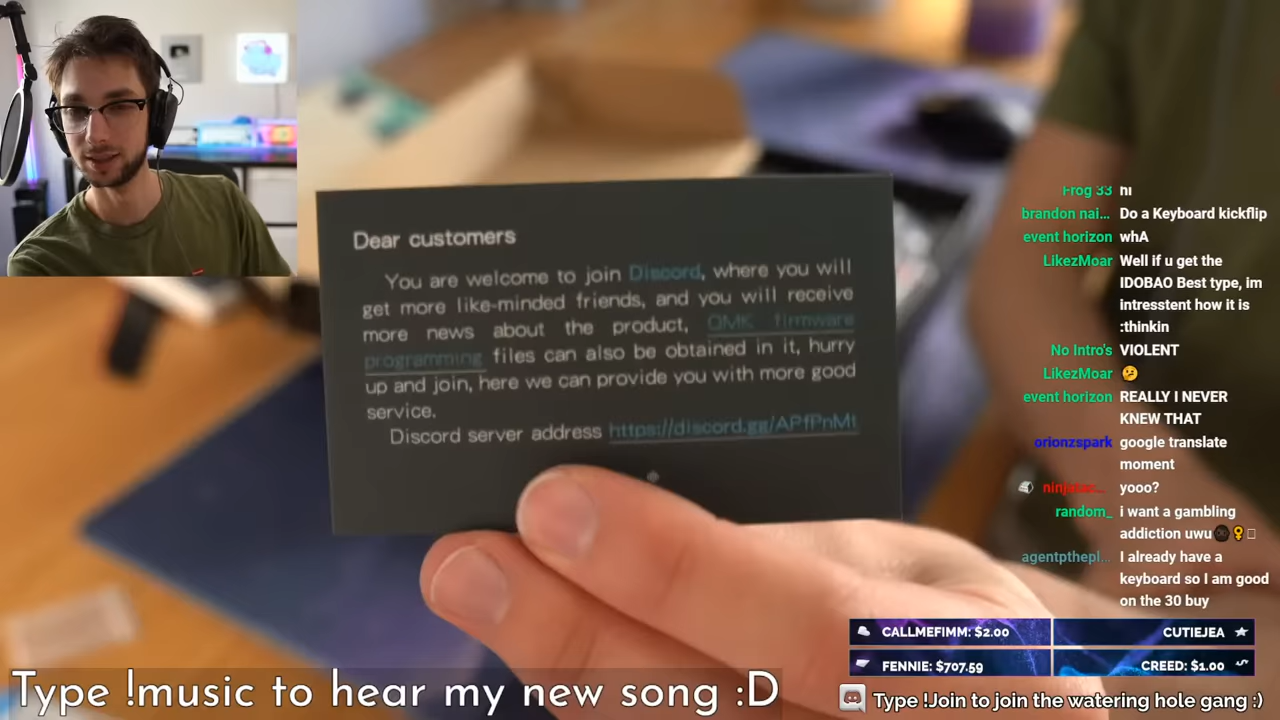 Dear customers
You are welcome to join Discord, where you will
get more like-minded friends, and you will receive
more news about the product, QMK firmware
programming files can also be obtained in it, hurry
up and join, here we can provide you with more good
service.
Discord server address https://discord.gg/APfPnMt
Frog 33 hi
brandon nai... Do a Keyboard kickflip
event horizon whA
LikezMoar Well if u get the
IDOBAO Best type, im
intresstent how it is
:thinkin
No Intro's VIOLENT
LikezMoar 🤔
event horizon REALLY I NEVER
KNEW THAT
orionzspark google translate
moment
yooo?
random_ i want a gambling
addiction uwu
agentpthepl... I already have a
keyboard so I am good
on the 30 buy
CALLMEFIMM: $2.00 CUTIEJEA
FENNIE: $707.59 CREED: $1.00
Type !music to hear my new song :D
Type !Join to join the watering hole gang :)